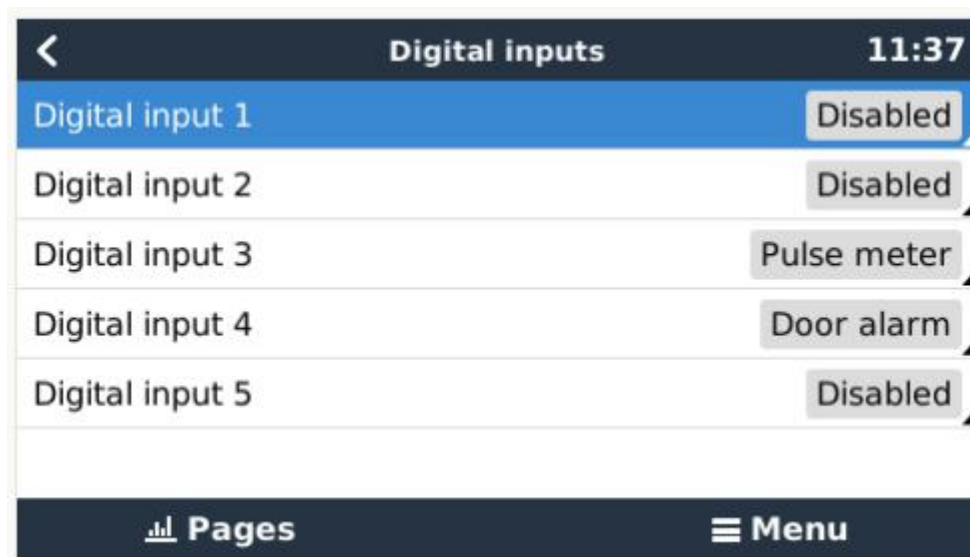 Digital inputs 11:37
Digital input 1 Disabled
Digital input 2 Disabled
Digital input 3 Pulse meter
Digital input 4 Door alarm
Digital input 5 Disabled
Pages Menu